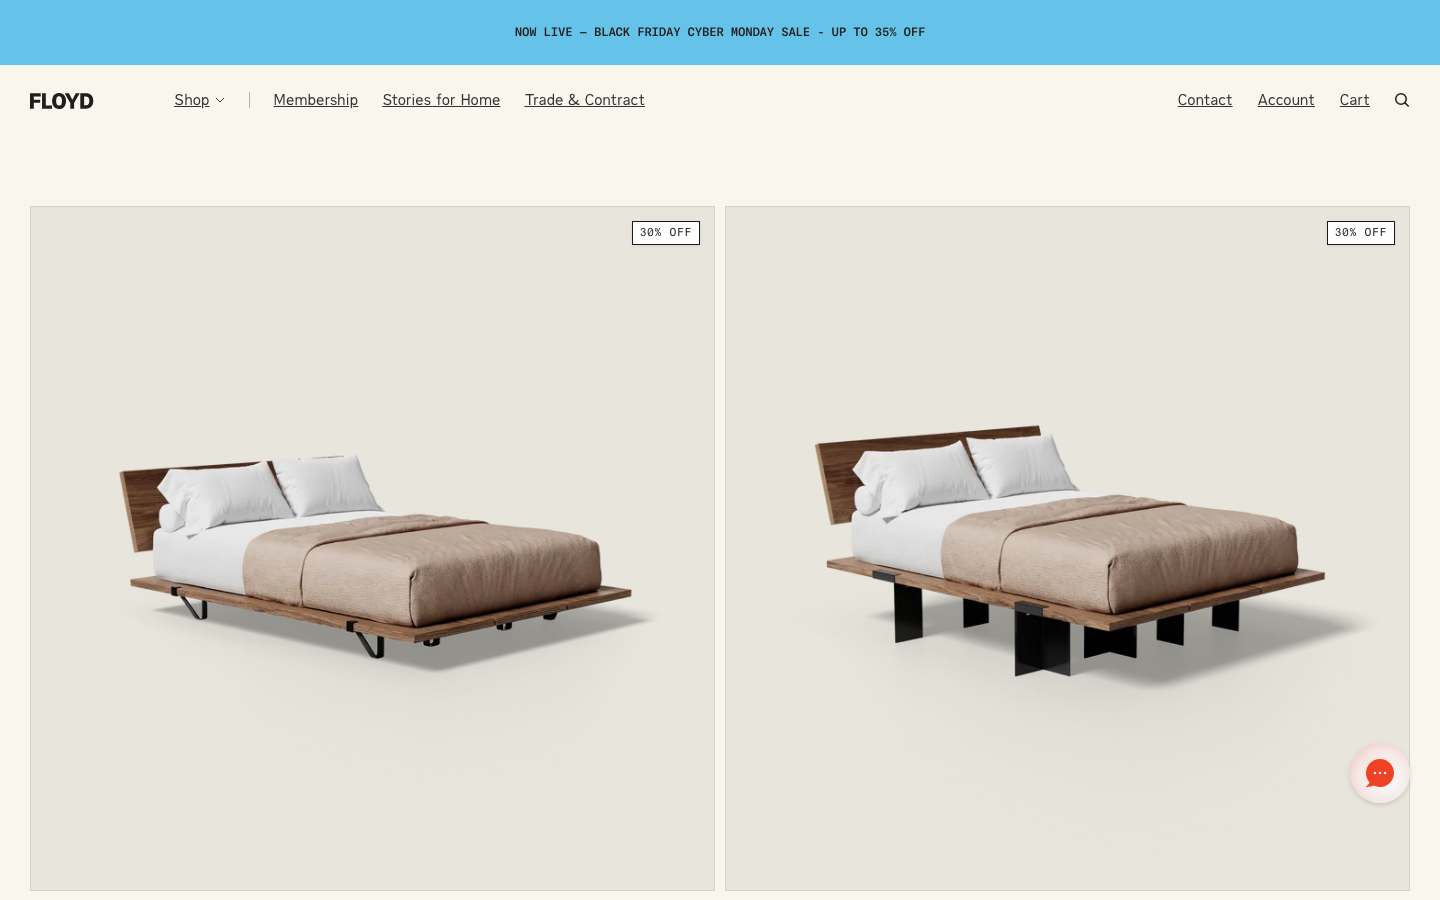 NOW LIVE — BLACK FRIDAY CYBER MONDAY SALE - UP TO 35% OFF
FLOYD Shop Membership Stories for Home Trade & Contract Contact Account Cart
30% OFF 30% OFF